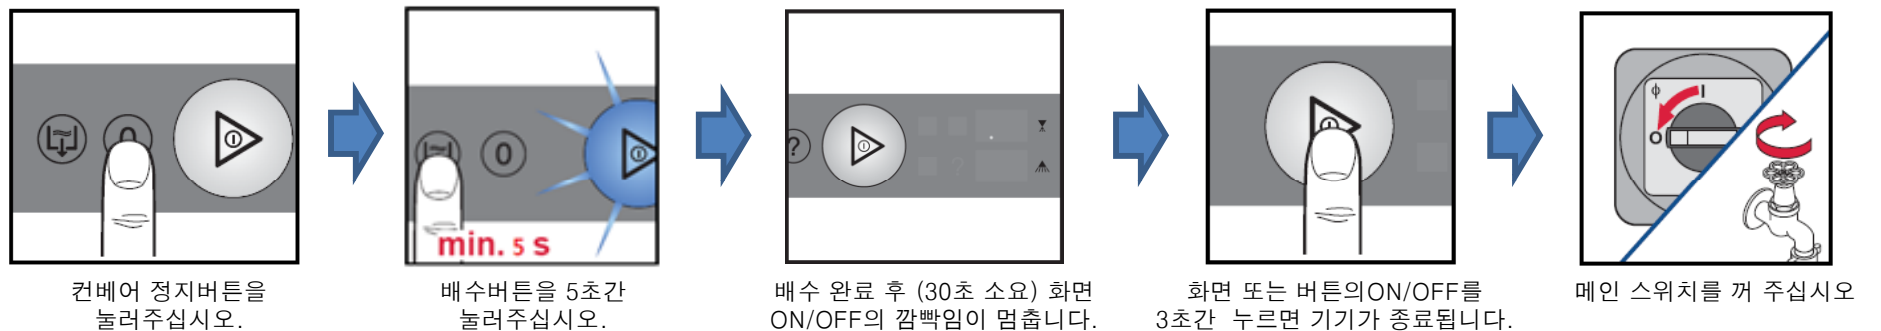 0
min. 5 s
0
?
?
I
O
컨베어 정지버튼을
눌러주십시오.
배수버튼을 5초간
눌러주십시오.
배수 완료 후 (30초 소요) 화면
ON/OFF의 깜빡임이 멈춥니다.
화면 또는 버튼의ON/OFF를
3초간 누르면 기기가 종료됩니다.
메인 스위치를 꺼 주십시오